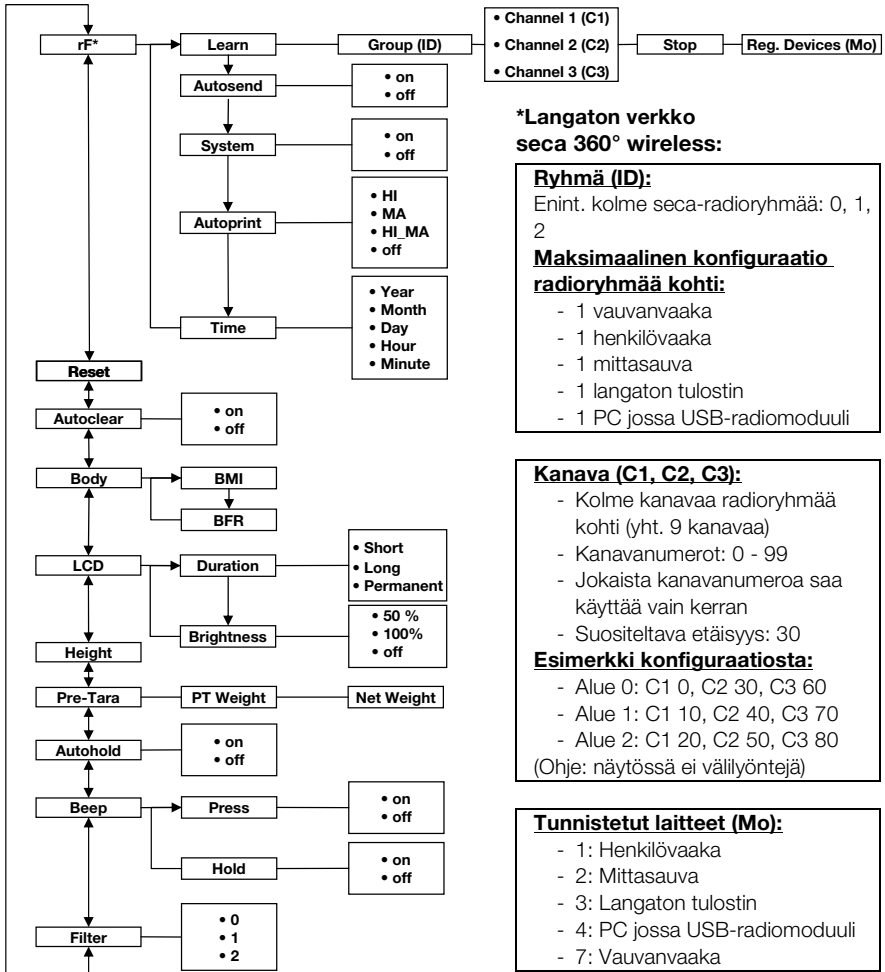 rF*
Learn
Group (ID)
• Channel 1 (C1)
• Channel 2 (C2)
• Channel 3 (C3)
Stop
Reg. Devices (Mo)
Autosend
• on
• off
System
• on
• off
Autoprint
• HI
• MA
• HI_MA
• off
Time
• Year
• Month
• Day
• Hour
• Minute
Reset
Autoclear
• on
• off
Body
BMI
BFR
LCD
Duration
• Short
• Long
• Permanent
Brightness
• 50 %
• 100%
• off
Height
Pre-Tara
PT Weight
Net Weight
Autohold
• on
• off
Beep
Press
• on
• off
Hold
• on
• off
Filter
• 0
• 1
• 2
*Langaton verkko
seca 360° wireless:
Ryhmä (ID):
Enint. kolme seca-radioryhmää: 0, 1,
2
Maksimaalinen konfiguraatio
radioryhmää kohti:
- 1 vauvanvaaka
- 1 henkilövaaka
- 1 mittasauva
- 1 langaton tulostin
- 1 PC jossa USB-radiomoduuli
Kanava (C1, C2, C3):
- Kolme kanavaa radioryhmää
kohti (yht. 9 kanavaa)
- Kanavanumerot: 0 - 99
- Jokaista kanavanumeroa saa
käyttää vain kerran
- Suositeltava etäisyys: 30
Esimerkki konfiguraatiosta:
- Alue 0: C1 0, C2 30, C3 60
- Alue 1: C1 10, C2 40, C3 70
- Alue 2: C1 20, C2 50, C3 80
(Ohje: näytössä ei välilyöntejä)
Tunnistetut laitteet (Mo):
- 1: Henkilövaaka
- 2: Mittasauva
- 3: Langaton tulostin
- 4: PC jossa USB-radiomoduuli
- 7: Vauvanvaaka